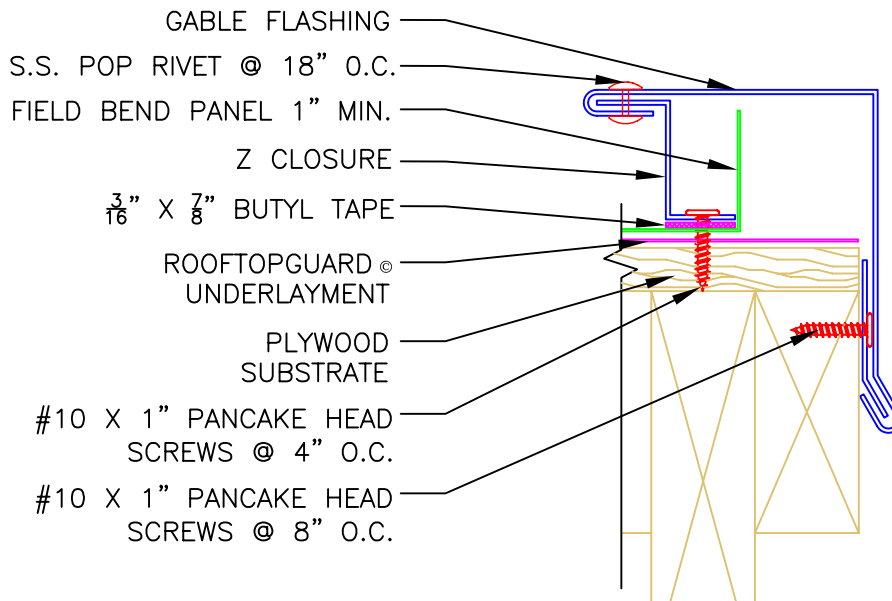 GABLE FLASHING
S.S. POP RIVET @ 18" O.C.
FIELD BEND PANEL 1" MIN.
Z CLOSURE
3/16" X 7/8" BUTYL TAPE
ROOFTOPGUARD ©
UNDERLAYMENT
PLYWOOD
SUBSTRATE
#10 X 1" PANCAKE HEAD
SCREWS @ 4" O.C.
#10 X 1" PANCAKE HEAD
SCREWS @ 8" O.C.